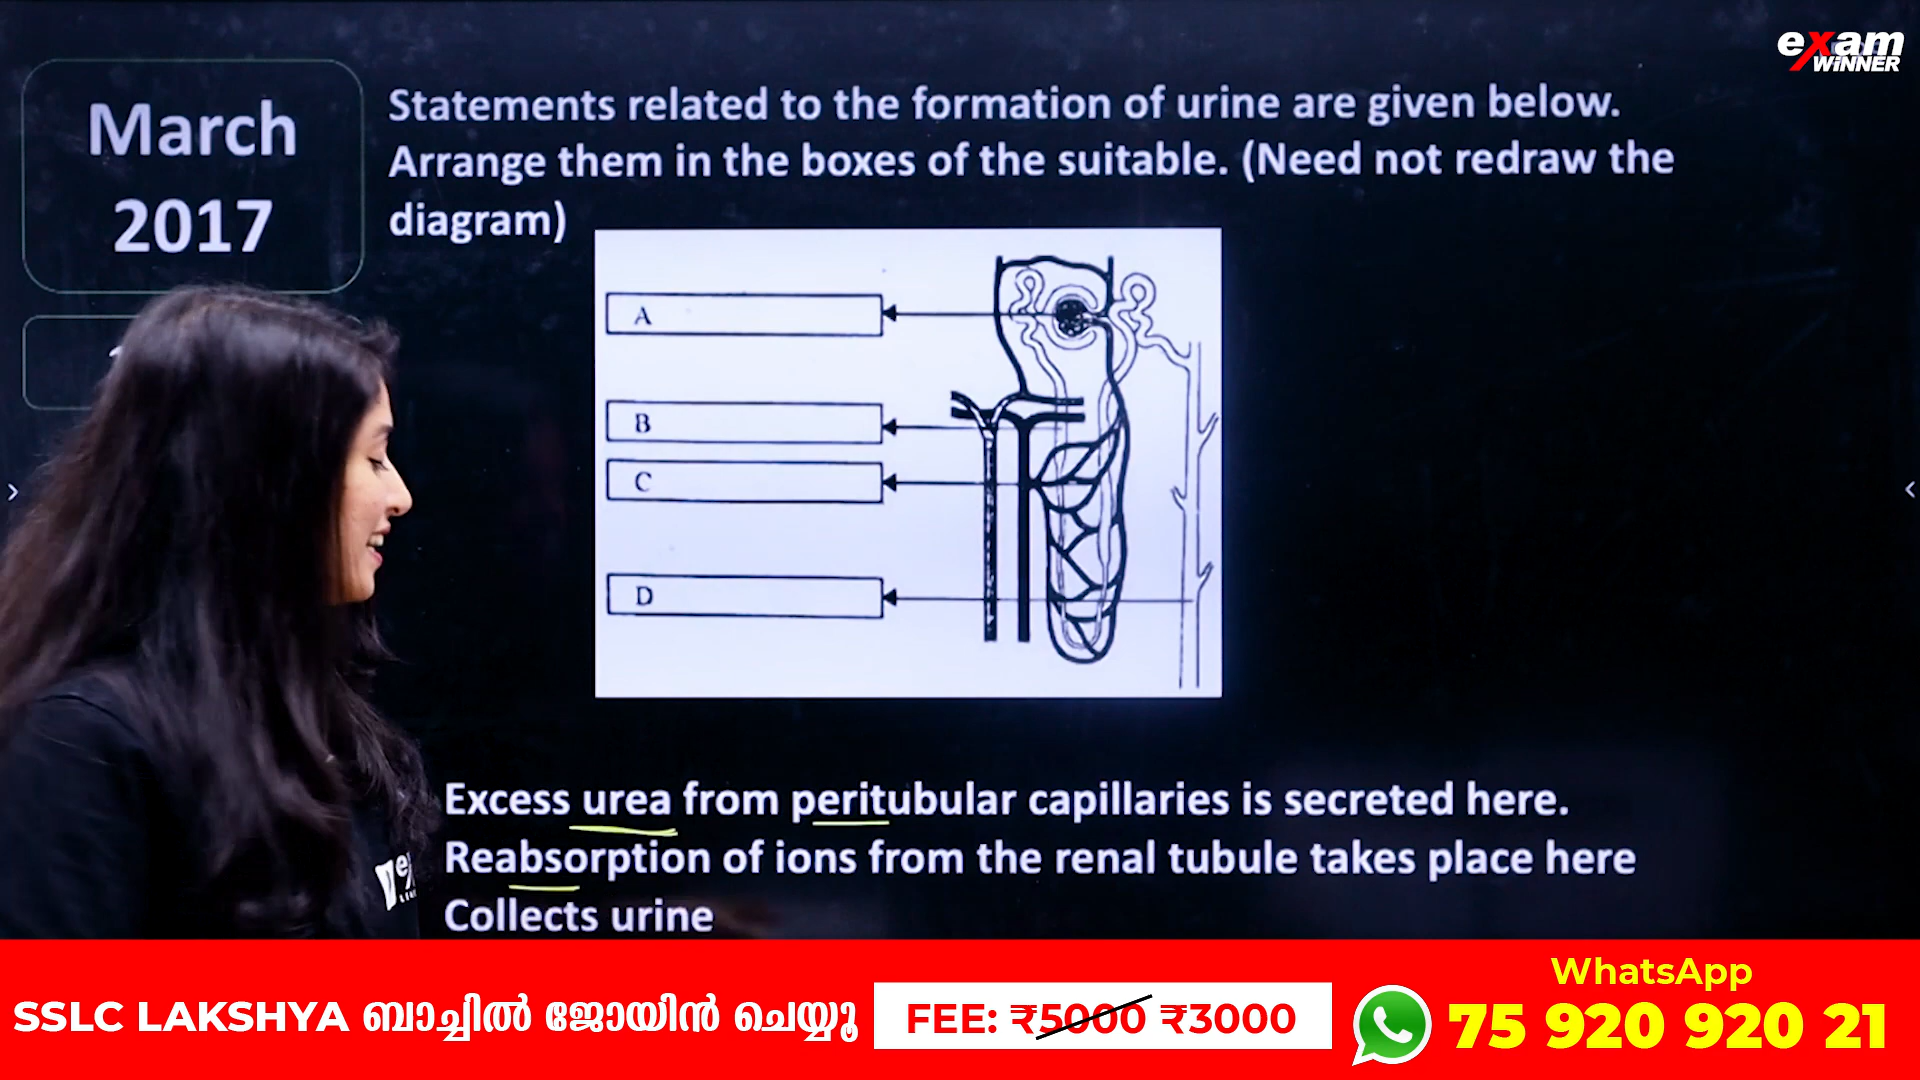 exam
WINNER
March
2017
Statements related to the formation of urine are given below.
Arrange them in the boxes of the suitable. (Need not redraw the
diagram)
A
B
C
D
Excess urea from peritubular capillaries is secreted here.
Reabsorption of ions from the renal tubule takes place here
Collects urine
SSLC LAKSHYA ബാച്ചിൽ ജോയിൻ ചെയ്യൂ
FEE: ₹5000 ₹3000
WhatsApp
75 920 920 21